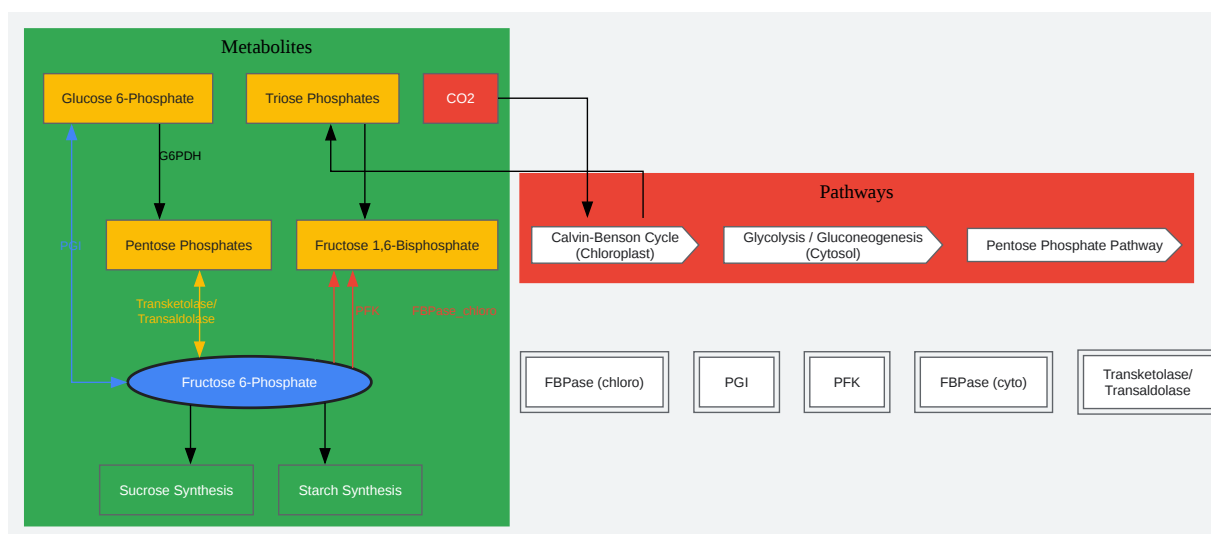 Metabolites
Glucose 6-Phosphate
Triose Phosphates
CO2
G6PDH
Pathways
Pentose Phosphates
Fructose 1,6-Bisphosphate
PGI
Calvin-Benson Cycle
(Chloroplast)
Glycolysis / Gluconeogenesis
(Cytosol)
Pentose Phosphate Pathway
Transketolase/
Transaldolase
PFK
FBPase_chloro
Fructose 6-Phosphate
FBPase (chloro)
PGI
PFK
FBPase (cyto)
Transketolase/
Transaldolase
Sucrose Synthesis
Starch Synthesis